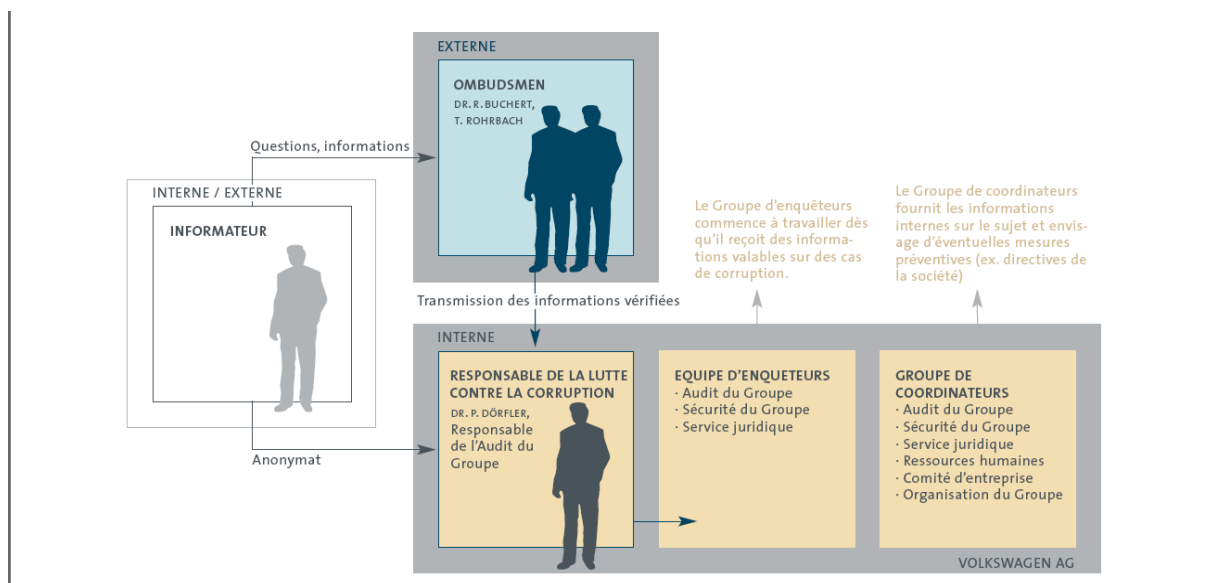 EXTERNE
OMBUDSMEN
DR. R. BUCHERT,
T. ROHRBACH
Questions, informations
INTERNE / EXTERNE
INFORMATEUR
Le Groupe d'enquêteurs
commence à travailler dès
qu'il reçoit des informa-
tions valables sur des cas
de corruption.
Le Groupe de coordinateurs
fournit les informations
internes sur le sujet et envis-
age d'éventuelles mesures
préventives (ex. directives de
la société)
Transmission des informations vérifiées
INTERNE
RESPONSABLE DE LA LUTTE
CONTRE LA CORRUPTION
DR. P. DÖRFLER,
Responsable
de l'Audit du
Groupe
Anonymat
EQUIPE D'ENQUETEURS
· Audit du Groupe
· Sécurité du Groupe
· Service juridique
GROUPE DE
COORDINATEURS
· Audit du Groupe
· Sécurité du Groupe
· Service juridique
· Ressources humaines
· Comité d'entreprise
· Organisation du Groupe
VOLKSWAGEN AG